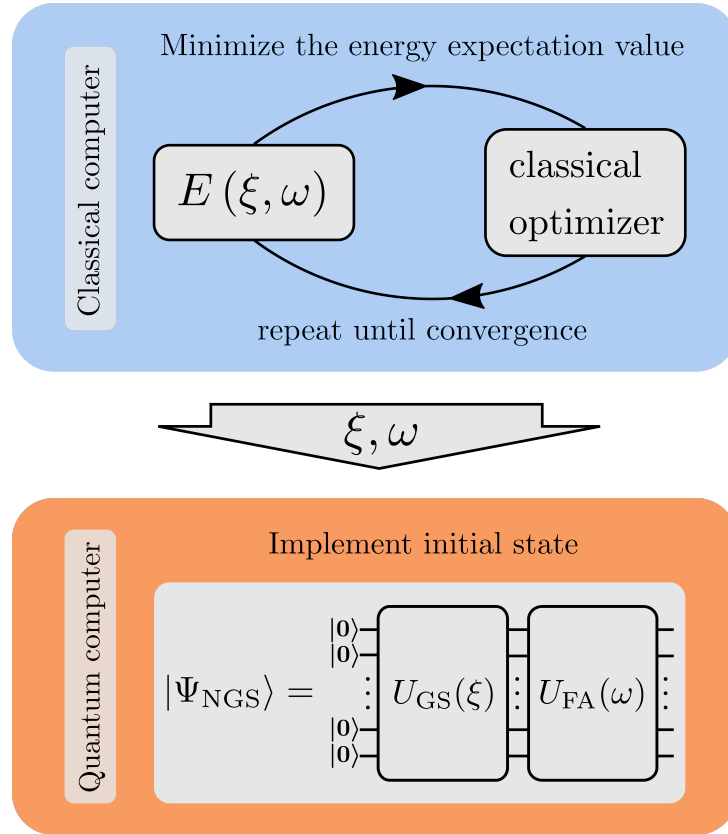 Minimize the energy expectation value
Classical computer
E (ξ, ω)
classical
optimizer
repeat until convergence
ξ, ω
Quantum computer
Implement initial state
|Ψ_NGS⟩ =
|0⟩
|0⟩
⋮
|0⟩
|0⟩
U_GS(ξ)
⋮
U_FA(ω)
⋮